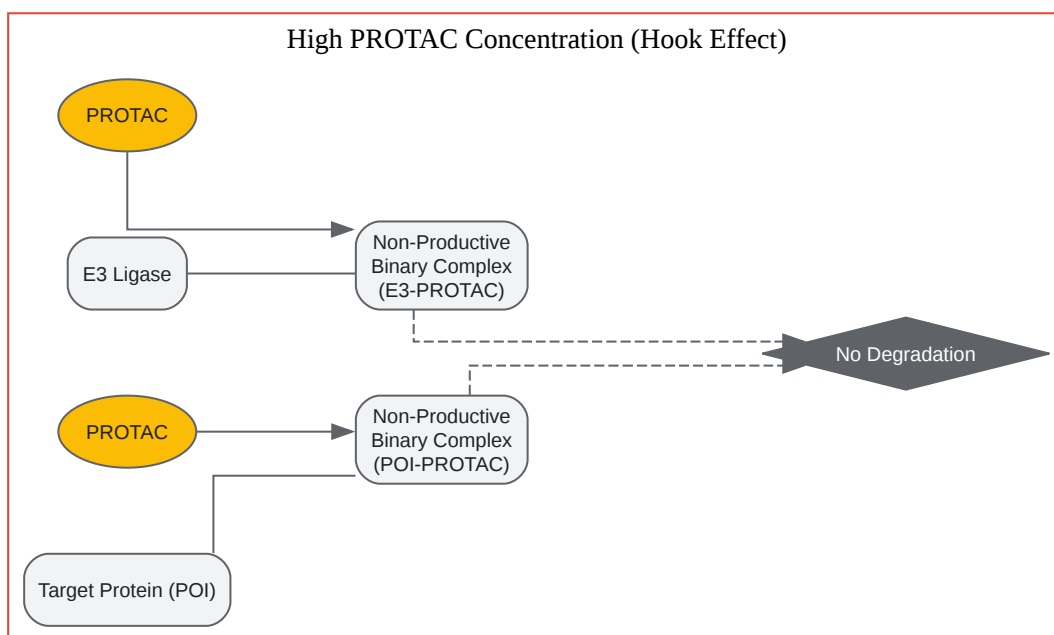 High PROTAC Concentration (Hook Effect)
PROTAC
E3 Ligase
Non-Productive
Binary Complex
(E3-PROTAC)
No Degradation
PROTAC
Non-Productive
Binary Complex
(POI-PROTAC)
Target Protein (POI)